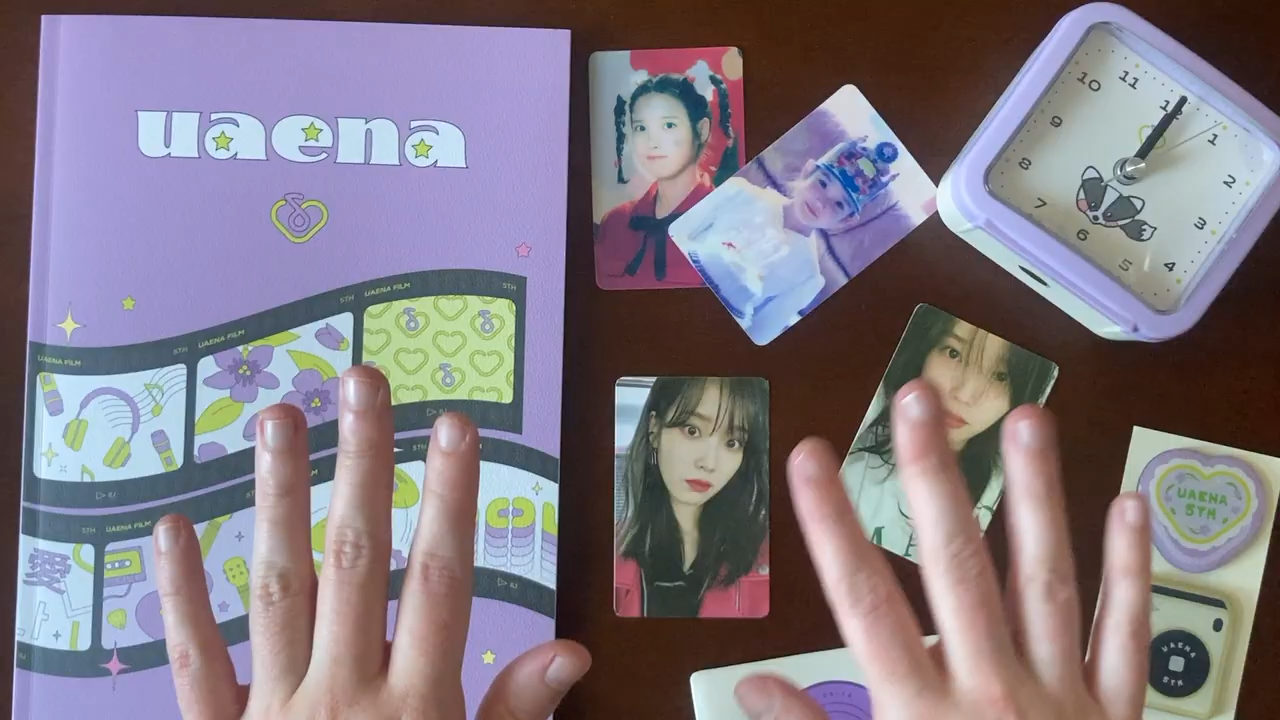 uaena
5TH
UAENA FILM
5TH
UAENA FILM
5TH
UAENA FILM
5TH
UAENA FILM
愛
11
12
1
10
2
9
3
8
4
7
5
6
UAENA
5TH
UAENA
5TH